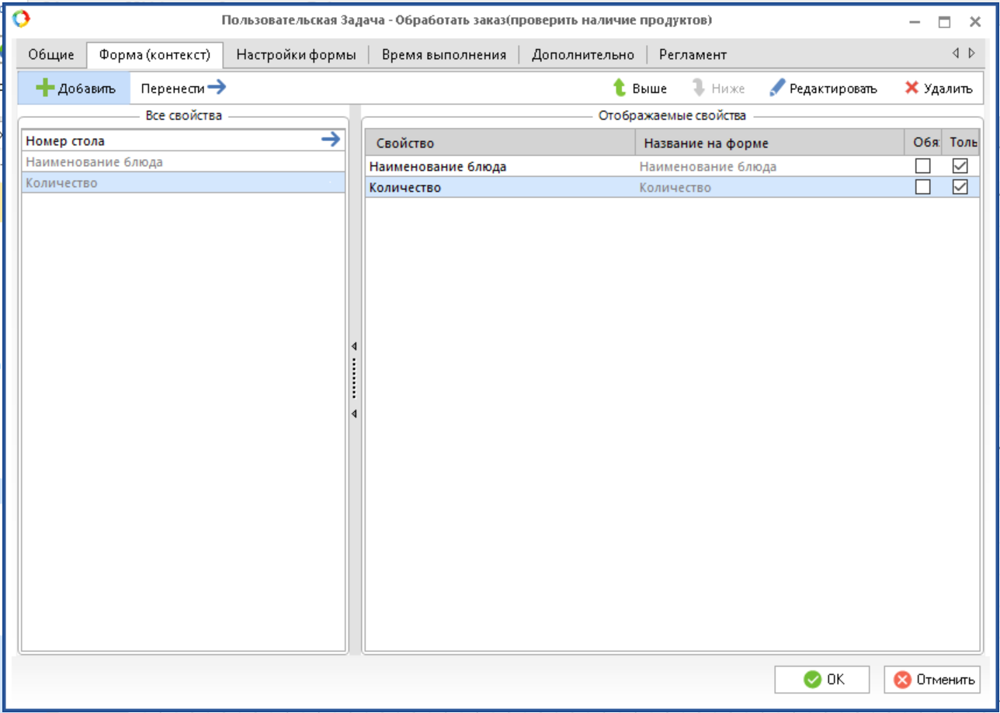 Пользовательская Задача - Обработать заказ(проверить наличие продуктов)
Общие Форма (контекст) Настройки формы Время выполнения Дополнительно Регламент
Добавить Перенести Выше Ниже Редактировать Удалить
Все свойства Отображаемые свойства
Номер стола
Наименование блюда
Количество
Свойство Название на форме Обя: Толь
Наименование блюда Наименование блюда
Количество Количество
OK Отменить